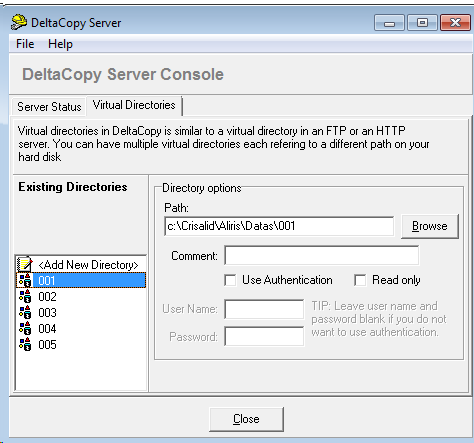 DeltaCopy Server
File Help
DeltaCopy Server Console
Server Status Virtual Directories
Virtual directories in DeltaCopy is similar to a virtual directory in an FTP or an HTTP
server. You can have multiple virtual directories each refering to a different path on your
hard disk
Existing Directories
<Add New Directory>
001
002
003
004
005
Directory options
Path:
c:\Crisalid\Aliris\Datas\001
Browse
Comment:
Use Authentication Read only
User Name:
Password:
TIP: Leave user name and
password blank if you do not
want to use authentication.
Close